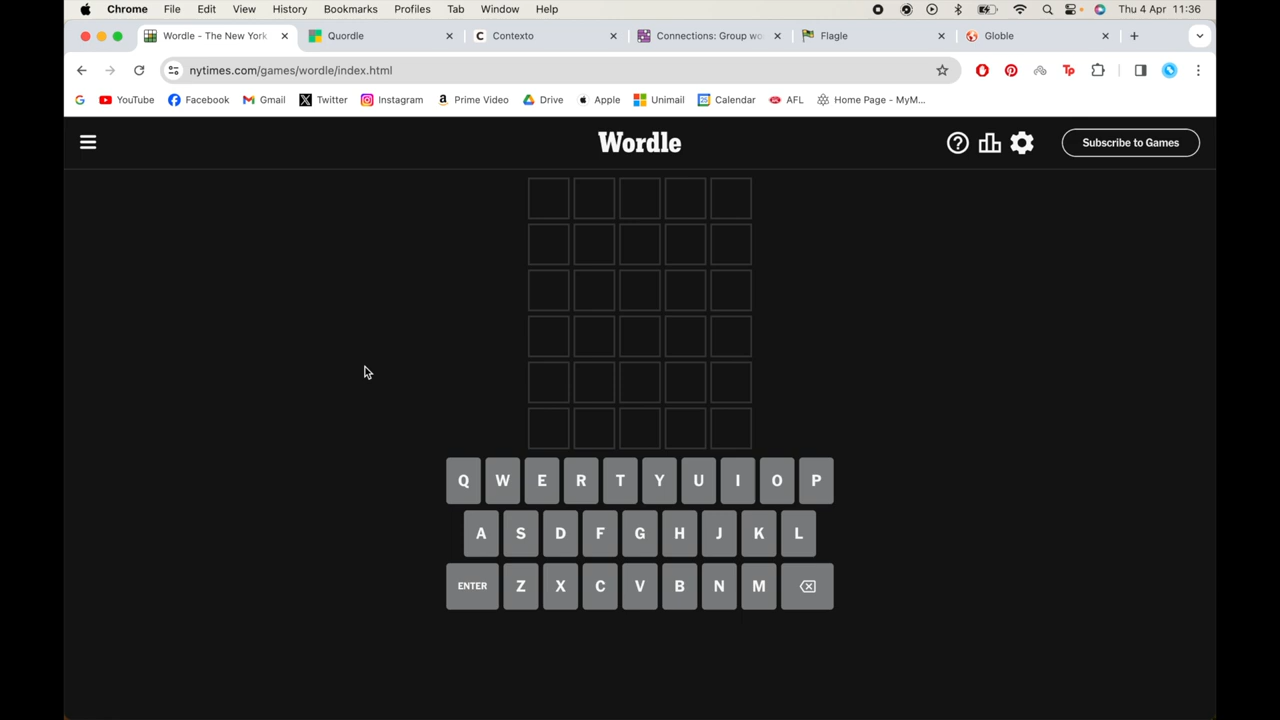 Chrome File Edit View History Bookmarks Profiles Tab Window Help Thu 4 Apr 11:36
Wordle - The New York Quordle Contexto Connections: Group wo Flagle Globle
nytimes.com/games/wordle/index.html
YouTube Facebook Gmail Twitter Instagram Prime Video Drive Apple Unimail Calendar AFL Home Page - MyM...
Wordle Subscribe to Games
Q W E R T Y U I O P
A S D F G H J K L
ENTER Z X C V B N M